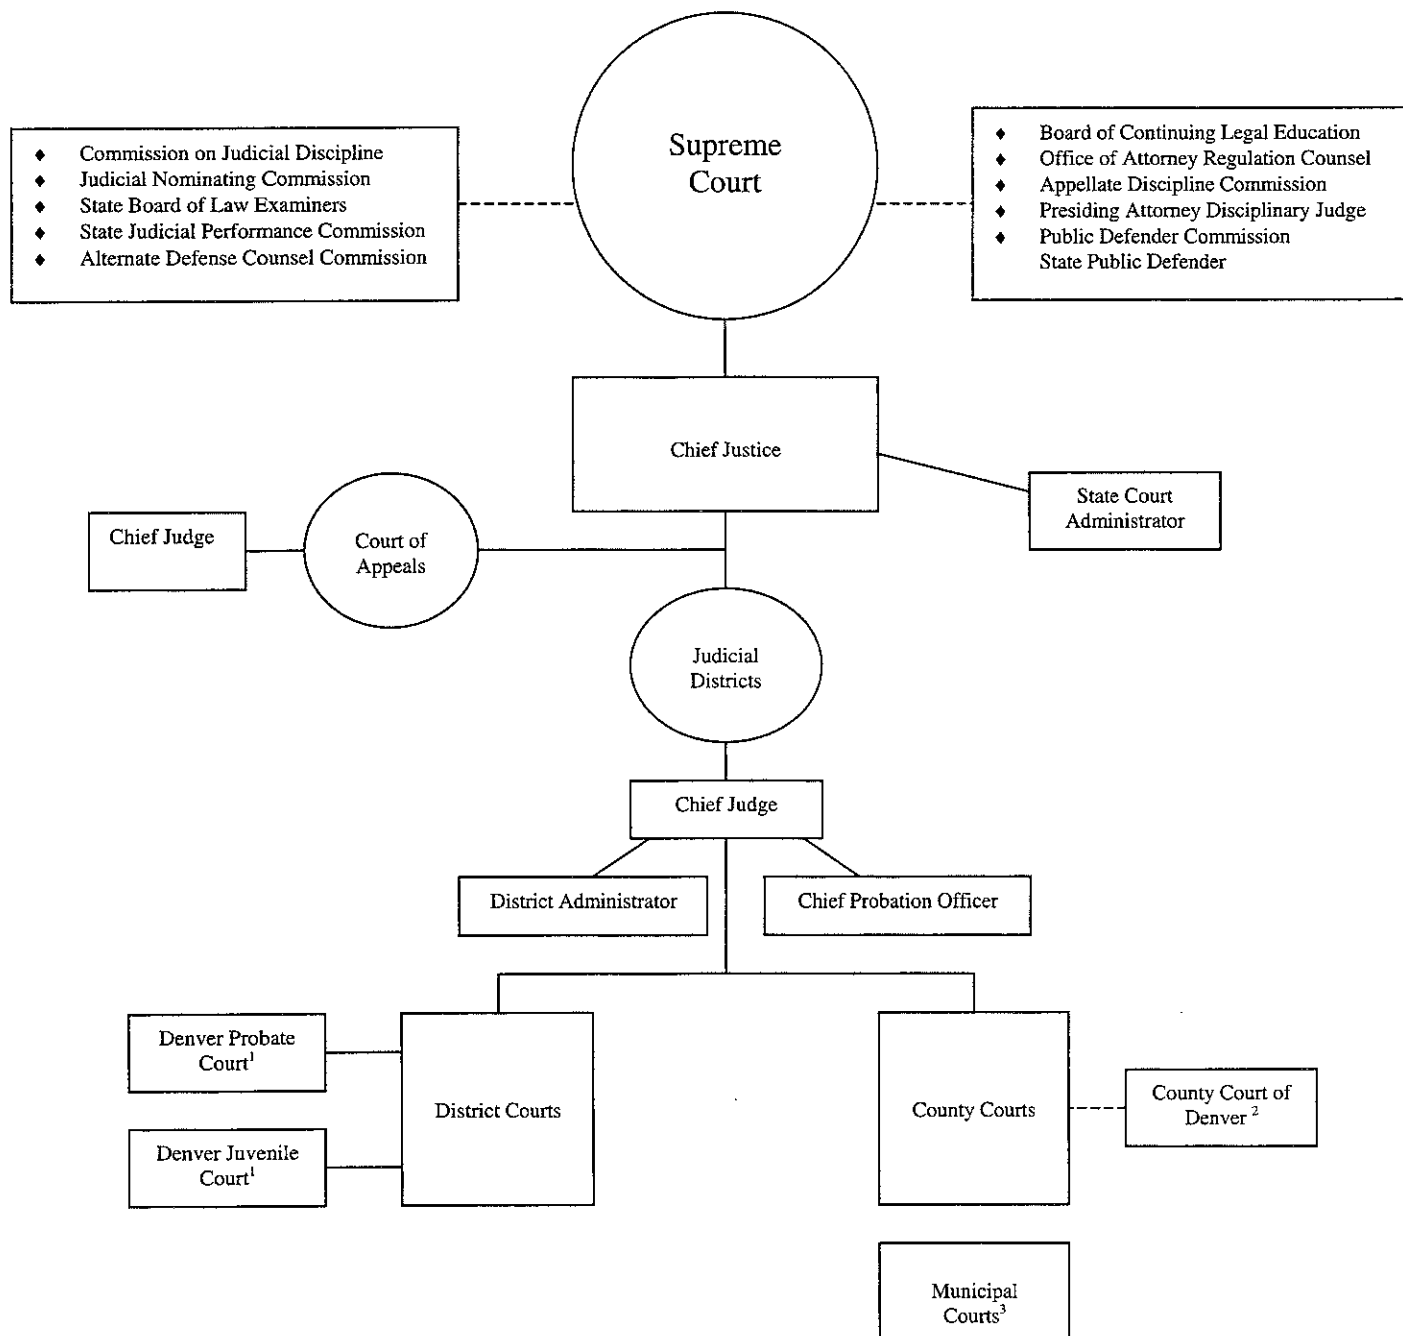 Supreme
Court
♦ Commission on Judicial Discipline
♦ Judicial Nominating Commission
♦ State Board of Law Examiners
♦ State Judicial Performance Commission
♦ Alternate Defense Counsel Commission
♦ Board of Continuing Legal Education
♦ Office of Attorney Regulation Counsel
♦ Appellate Discipline Commission
♦ Presiding Attorney Disciplinary Judge
♦ Public Defender Commission
State Public Defender
Chief Justice
State Court
Administrator
Chief Judge
Court of
Appeals
Judicial
Districts
Chief Judge
District Administrator
Chief Probation Officer
Denver Probate
Court¹
Denver Juvenile
Court¹
District Courts
County Courts
County Court of
Denver ²
Municipal
Courts³